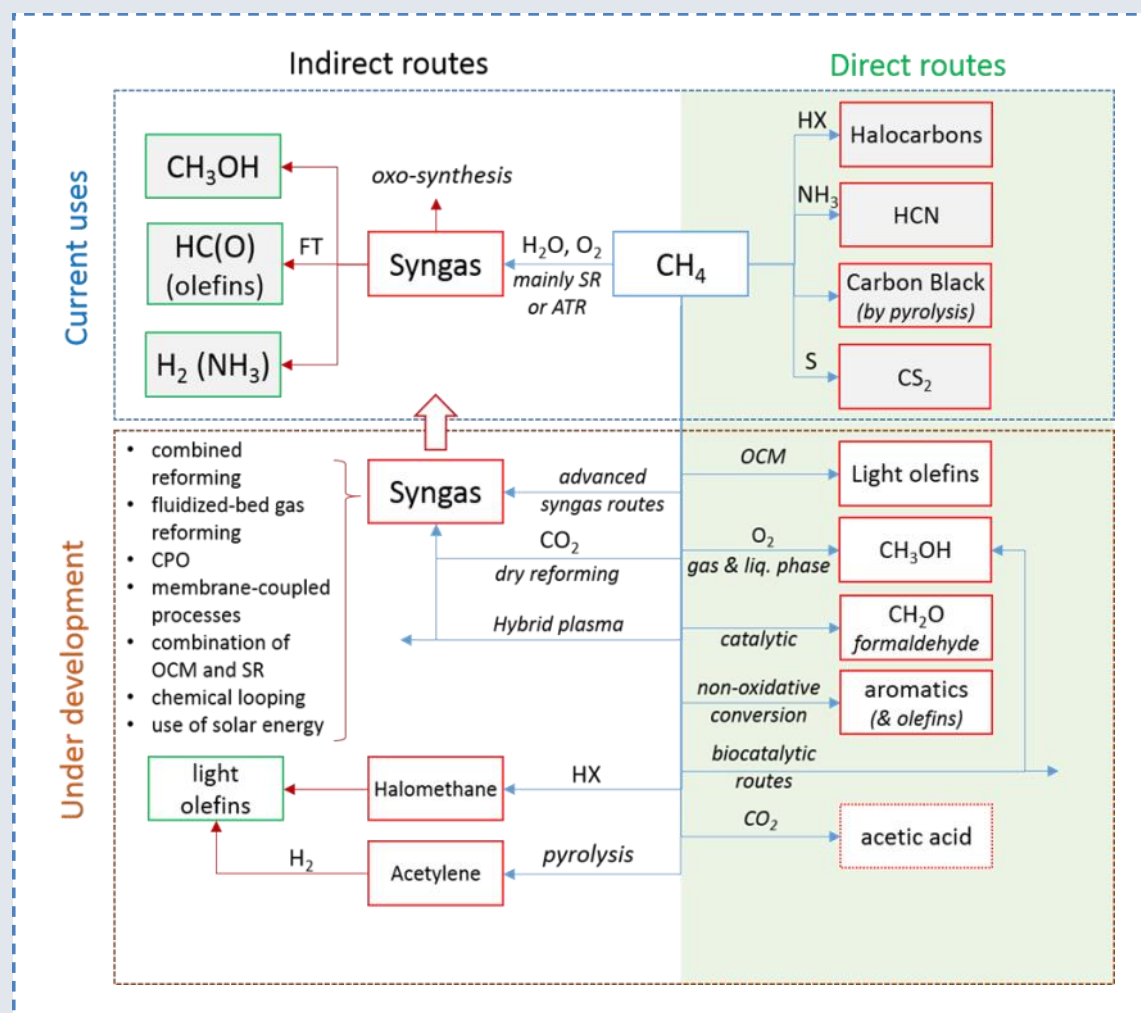 Indirect routes
Direct routes
Current uses
CH₃OH
HC(O)
(olefins)
H₂ (NH₃)
FT
oxo-synthesis
Syngas
H₂O, O₂
mainly SR
or ATR
CH₄
HX
Halocarbons
NH₃
HCN
Carbon Black
(by pyrolysis)
S
CS₂
Under development
• combined
reforming
• fluidized-bed gas
reforming
• CPO
• membrane-coupled
processes
• combination of
OCM and SR
• chemical looping
• use of solar energy
Syngas
advanced
syngas routes
CO₂
dry reforming
Hybrid plasma
light
olefins
Halomethane
HX
H₂
Acetylene
pyrolysis
OCM
Light olefins
O₂
gas & liq. phase
CH₃OH
catalytic
CH₂O
formaldehyde
non-oxidative
conversion
aromatics
(& olefins)
biocatalytic
routes
CO₂
acetic acid